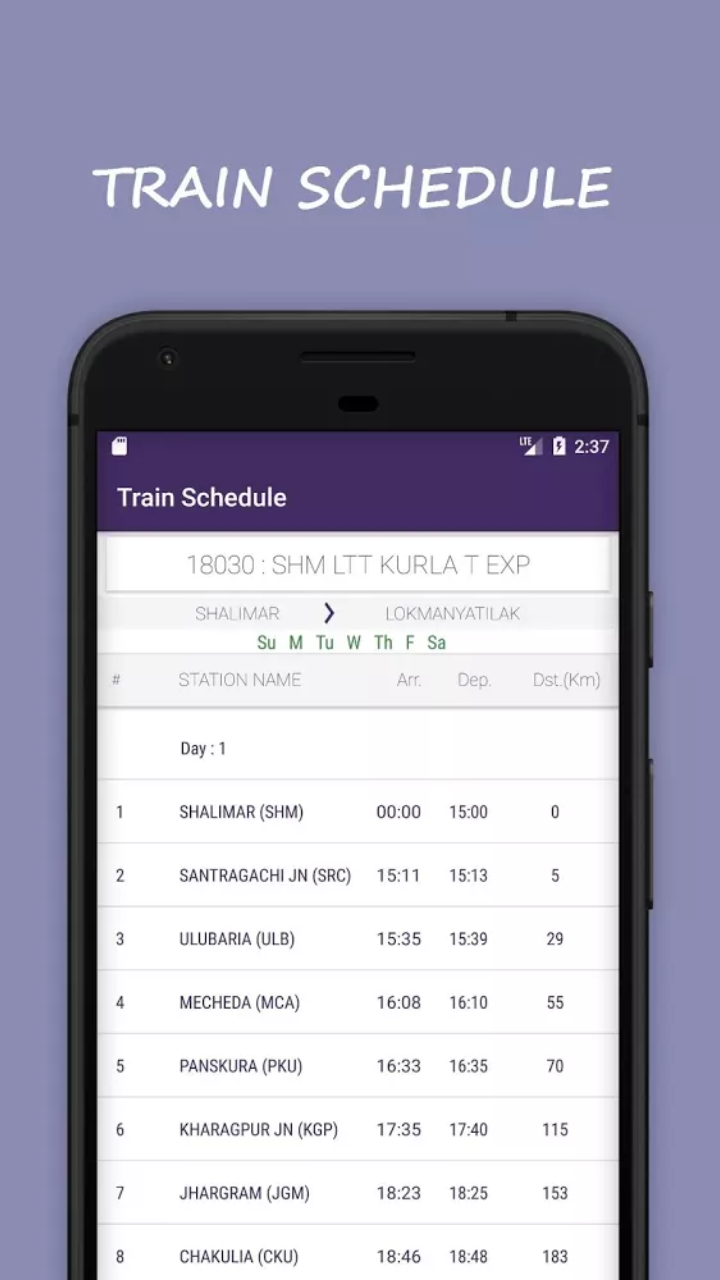 TRAIN SCHEDULE
LTE 2:37
Train Schedule
18030 : SHM LTT KURLA T EXP
SHALIMAR ❯ LOKMANYATILAK
Su M Tu W Th F Sa
# STATION NAME Arr. Dep. Dst.(Km)
Day : 1
1 SHALIMAR (SHM) 00:00 15:00 0
2 SANTRAGACHI JN (SRC) 15:11 15:13 5
3 ULUBARIA (ULB) 15:35 15:39 29
4 MECHEDA (MCA) 16:08 16:10 55
5 PANSKURA (PKU) 16:33 16:35 70
6 KHARAGPUR JN (KGP) 17:35 17:40 115
7 JHARGRAM (JGM) 18:23 18:25 153
8 CHAKULIA (CKU) 18:46 18:48 183